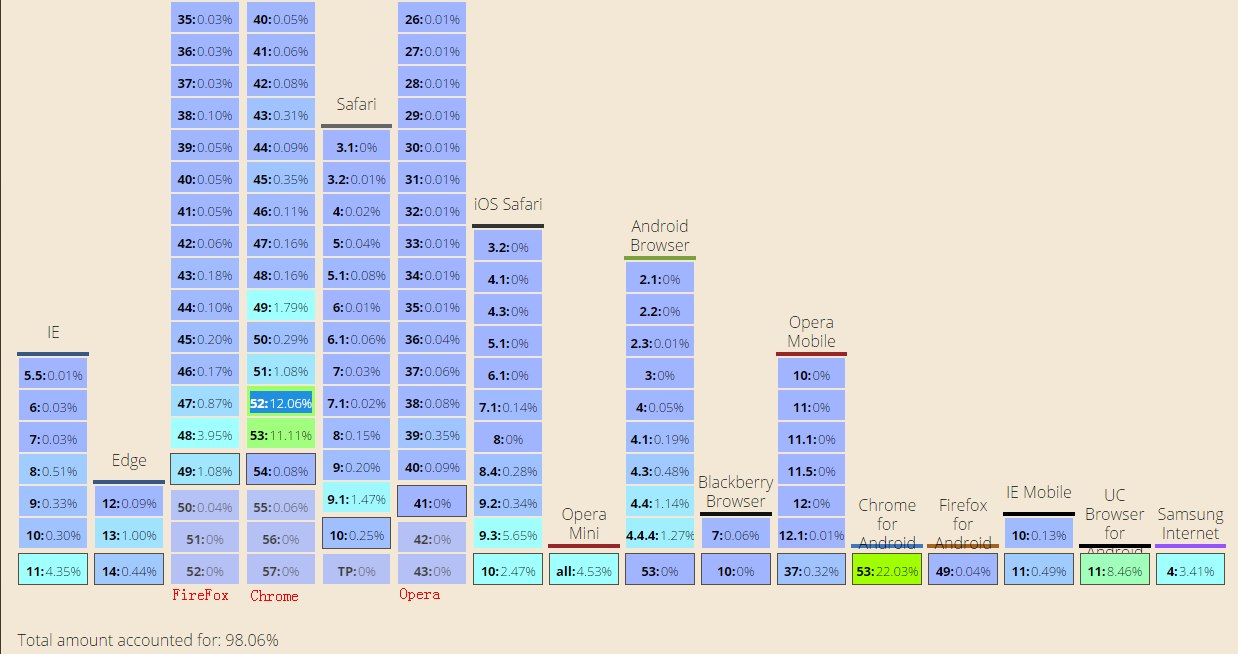 35: 0.03% 40: 0.05% 26: 0.01%
36: 0.03% 41: 0.06% 27: 0.01%
37: 0.03% 42: 0.08% 28: 0.01%
Safari
38: 0.10% 43: 0.31% 29: 0.01%
39: 0.05% 44: 0.09% 3.1: 0% 30: 0.01%
40: 0.05% 45: 0.35% 3.2: 0.01% 31: 0.01%
iOS Safari
41: 0.05% 46: 0.11% 4: 0.02% 32: 0.01%
Android
Browser
42: 0.06% 47: 0.16% 5: 0.04% 33: 0.01% 3.2: 0%
43: 0.18% 48: 0.16% 5.1: 0.08% 34: 0.01% 4.1: 0% 2.1: 0%
44: 0.10% 49: 1.79% 6: 0.01% 35: 0.01% 4.3: 0% 2.2: 0%
IE
Opera
Mobile
45: 0.20% 50: 0.29% 6.1: 0.06% 36: 0.04% 5.1: 0% 2.3: 0.01%
5.5: 0.01% 46: 0.17% 51: 1.08% 7: 0.03% 37: 0.06% 6.1: 0% 3: 0% 10: 0%
6: 0.03% 47: 0.87% 52: 12.06% 7.1: 0.02% 38: 0.08% 7.1: 0.14% 4: 0.05% 11: 0%
7: 0.03% 48: 3.95% 53: 11.11% 8: 0.15% 39: 0.35% 8: 0% 4.1: 0.19% 11.1: 0%
Edge
8: 0.51% 49: 1.08% 54: 0.08% 9: 0.20% 40: 0.09% 8.4: 0.28% 4.3: 0.48% 11.5: 0%
Blackberry
Browser
IE Mobile
9: 0.33% 12: 0.09% 50: 0.04% 55: 0.06% 9.1: 1.47% 41: 0% 9.2: 0.34% 4.4: 1.14% 12: 0%
Opera
Mini
Chrome
for
Android
Firefox
for
Android
UC
Browser
for
Android
Samsung
Internet
10: 0.30% 13: 1.00% 51: 0% 56: 0% 10: 0.25% 42: 0% 9.3: 5.65% 4.4.4: 1.27% 7: 0.06% 12.1: 0.01% 10: 0.13%
11: 4.35% 14: 0.44% 52: 0% 57: 0% TP: 0% 43: 0% 10: 2.47% all: 4.53% 53: 0% 10: 0% 37: 0.32% 53: 22.03% 49: 0.04% 11: 0.49% 11: 8.46% 4: 3.41%
FireFox Chrome Opera
Total amount accounted for: 98.06%